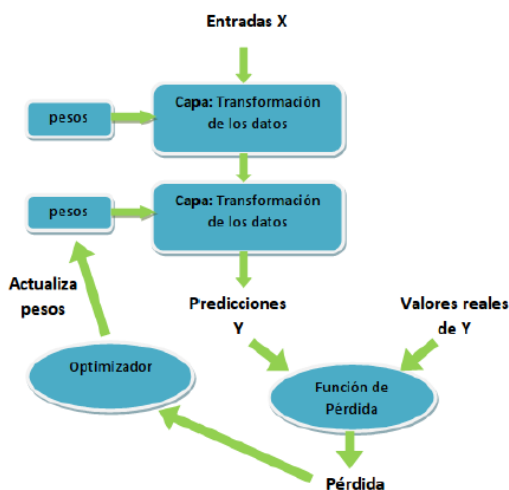 Entradas X
pesos
Capa: Transformación
de los datos
pesos
Capa: Transformación
de los datos
Actualiza
pesos
Predicciones
Y
Valores reales
de Y
Optimizador
Función de
Pérdida
Pérdida